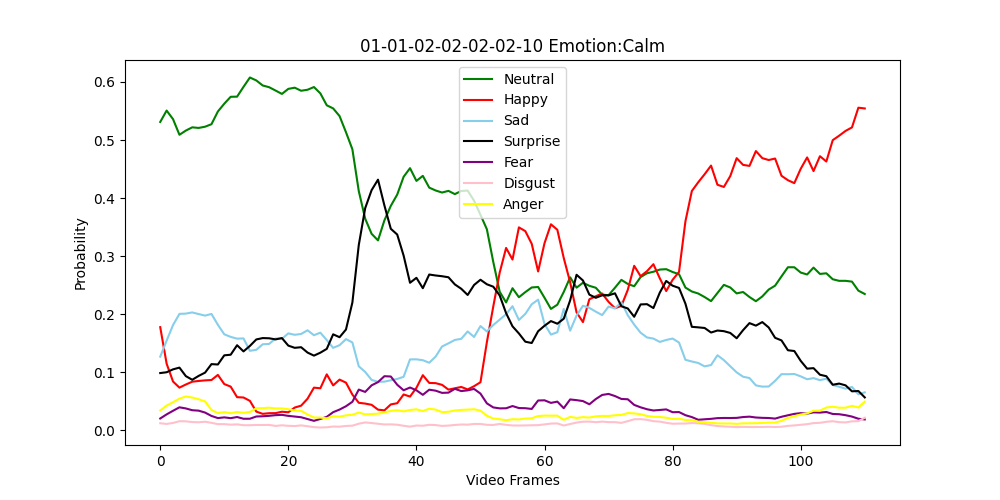 01-01-02-02-02-02-10 Emotion:Calm
Neutral
Happy
Sad
Surprise
Fear
Disgust
Anger
Probability
0.6
0.5
0.4
0.3
0.2
0.1
0.0
0 20 40 60 80 100
Video Frames